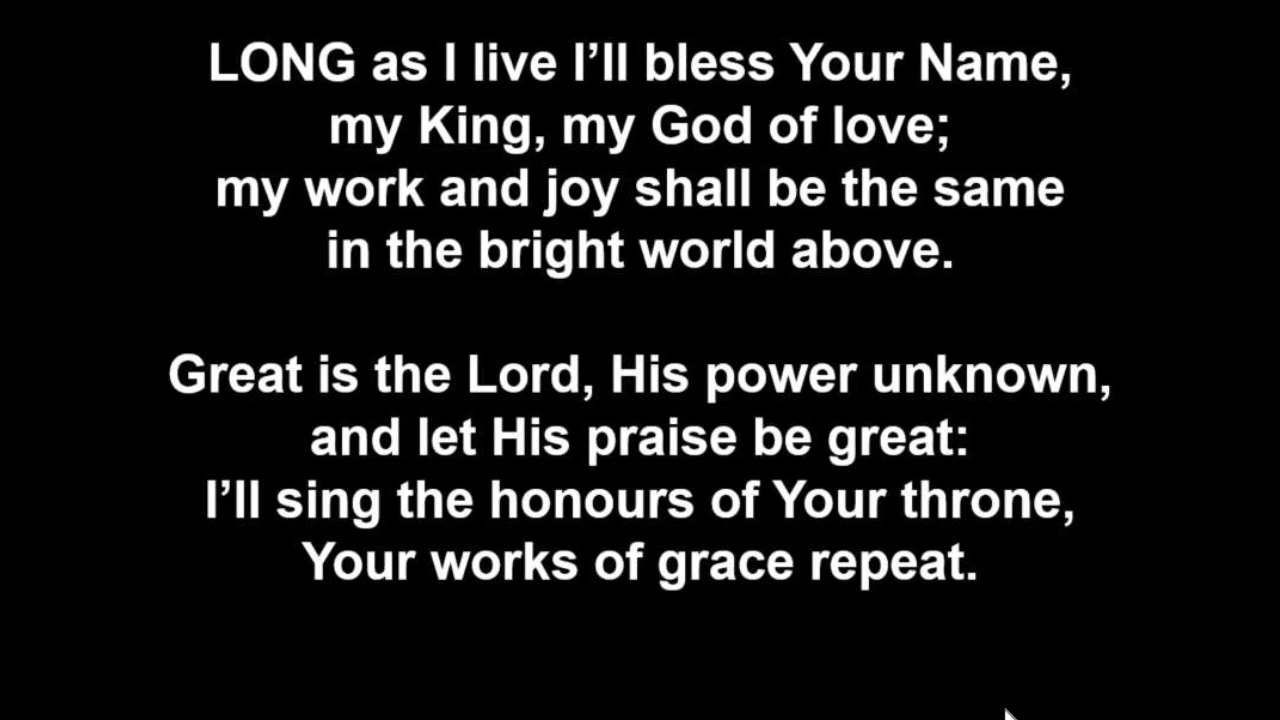 LONG as I live I’ll bless Your Name,
my King, my God of love;
my work and joy shall be the same
in the bright world above.
Great is the Lord, His power unknown,
and let His praise be great:
I’ll sing the honours of Your throne,
Your works of grace repeat.